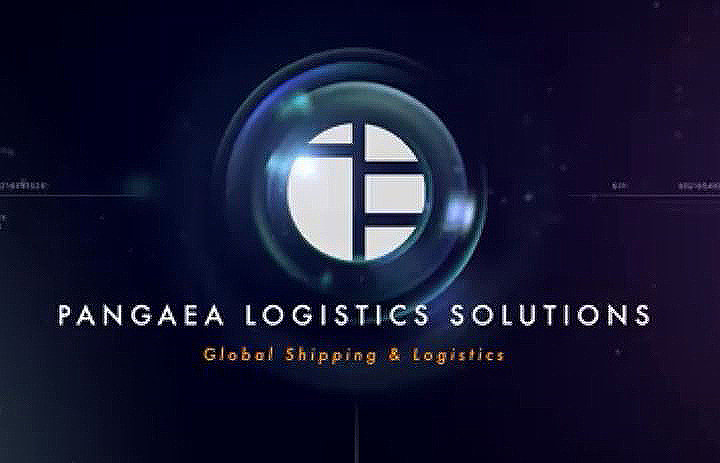 PANGAEA LOGISTICS SOLUTIONS
Global Shipping & Logistics